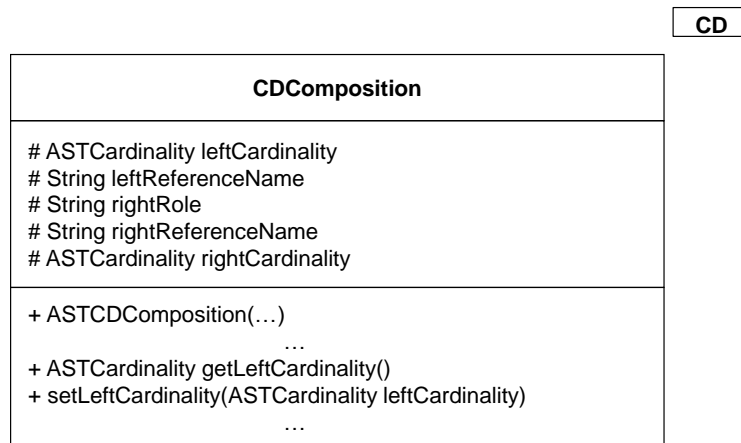 CD
CDComposition
# ASTCardinality leftCardinality
# String leftReferenceName
# String rightRole
# String rightReferenceName
# ASTCardinality rightCardinality
+ ASTCDComposition(…)
…
+ ASTCardinality getLeftCardinality()
+ setLeftCardinality(ASTCardinality leftCardinality)
…